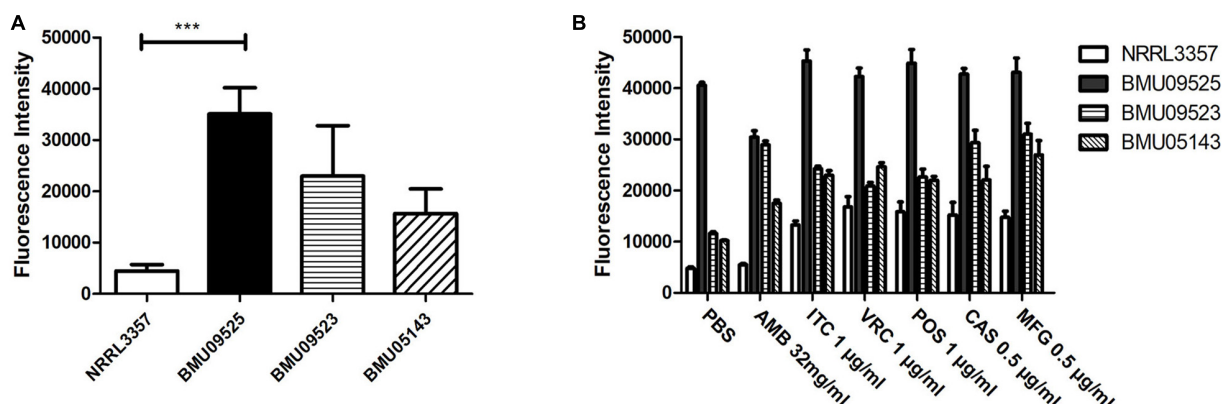 A
***
Fluorescence Intensity
50000
40000
30000
20000
10000
0
NRRL3357
BMU09525
BMU09523
BMU05143
B
Fluorescence Intensity
50000
40000
30000
20000
10000
0
PBS
AMB 32mg/ml
ITC 1 μg/ml
VRC 1 μg/ml
POS 1 μg/ml
CAS 0.5 μg/ml
MFG 0.5 μg/ml
NRRL3357
BMU09525
BMU09523
BMU05143